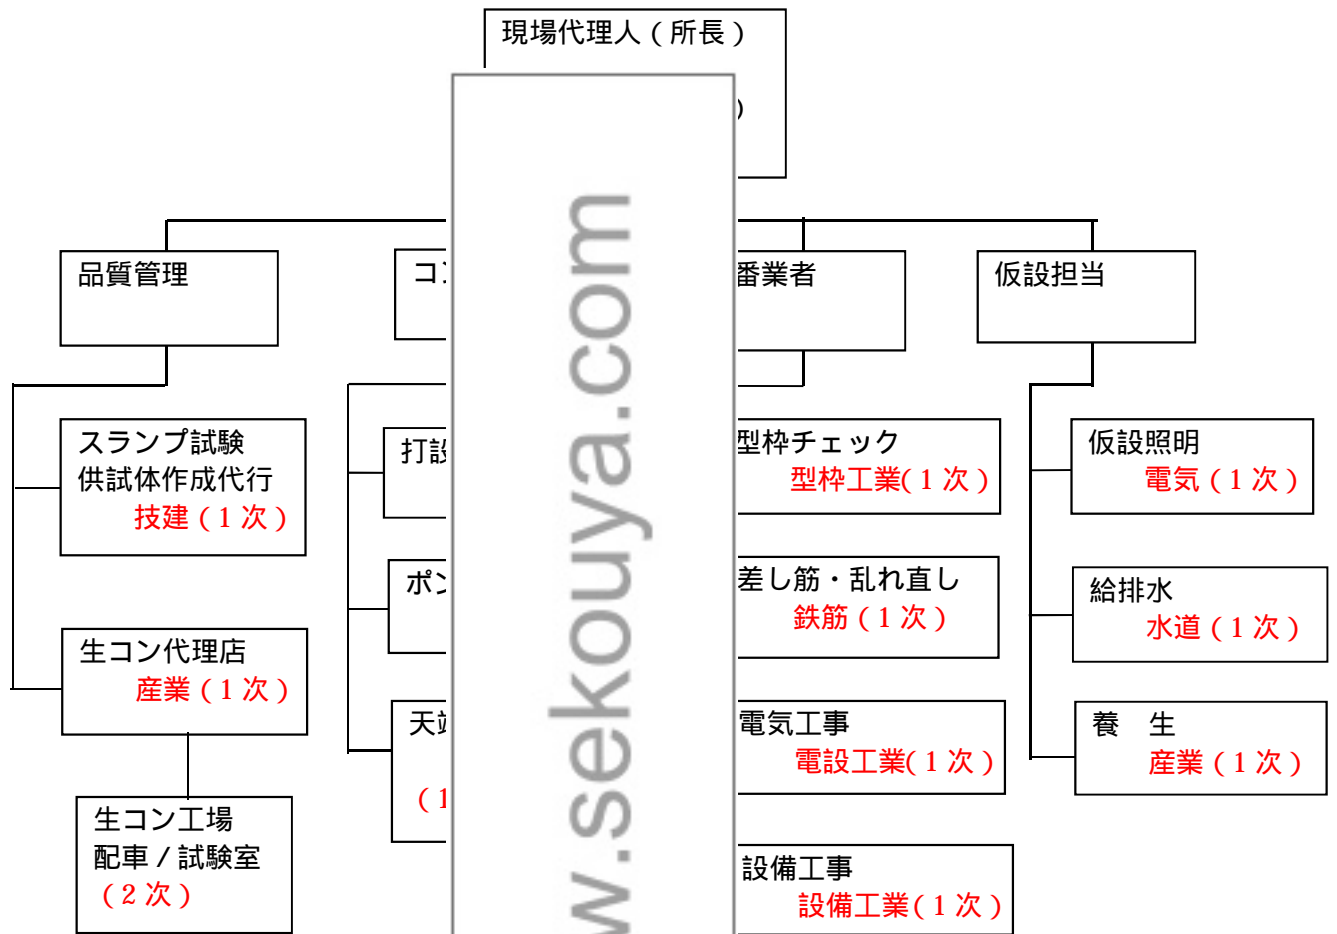 現場代理人（所長）
）
品質管理
番業者
仮設担当
スランプ試験
供試体作成代行
技建（1次）
生コン代理店
産業（1次）
生コン工場
配車／試験室
（2次）
打設
（1
型枠チェック
型枠工業（1次）
差し筋・乱れ直し
鉄筋（1次）
電気工事
電設工業（1次）
設備工事
設備工業（1次）
仮設照明
電気（1次）
給排水
水道（1次）
養　生
産業（1次）
w.sekouya.com